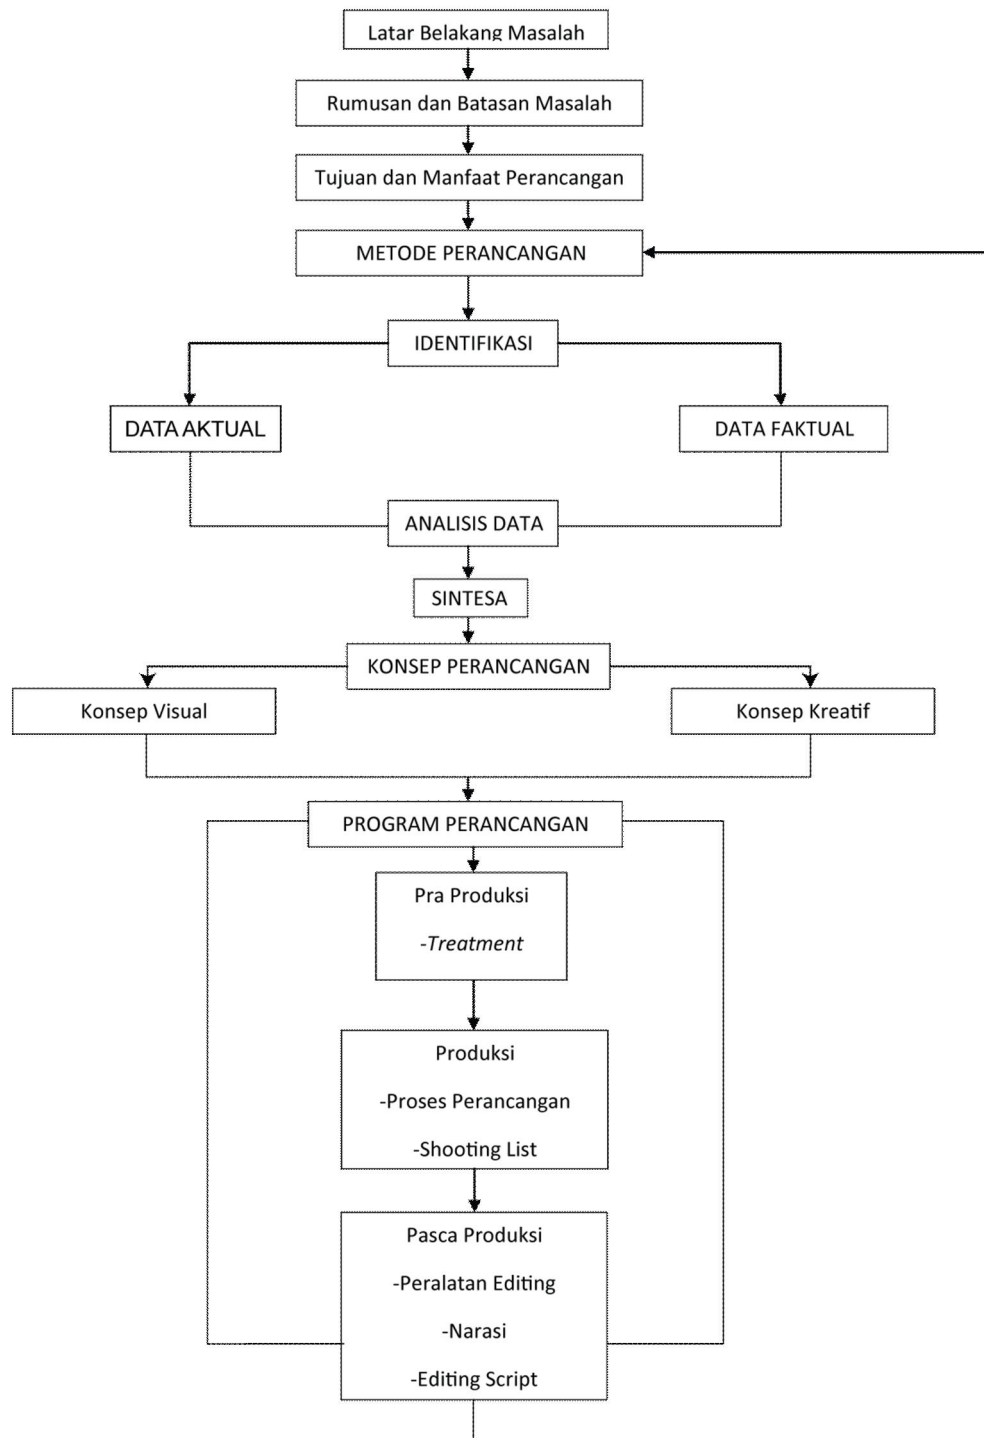 Latar Belakang Masalah
Rumusan dan Batasan Masalah
Tujuan dan Manfaat Perancangan
METODE PERANCANGAN
IDENTIFIKASI
DATA AKTUAL
DATA FAKTUAL
ANALISIS DATA
SINTESA
KONSEP PERANCANGAN
Konsep Visual
Konsep Kreatif
PROGRAM PERANCANGAN
Pra Produksi
-Treatment
Produksi
-Proses Perancangan
-Shooting List
Pasca Produksi
-Peralatan Editing
-Narasi
-Editing Script